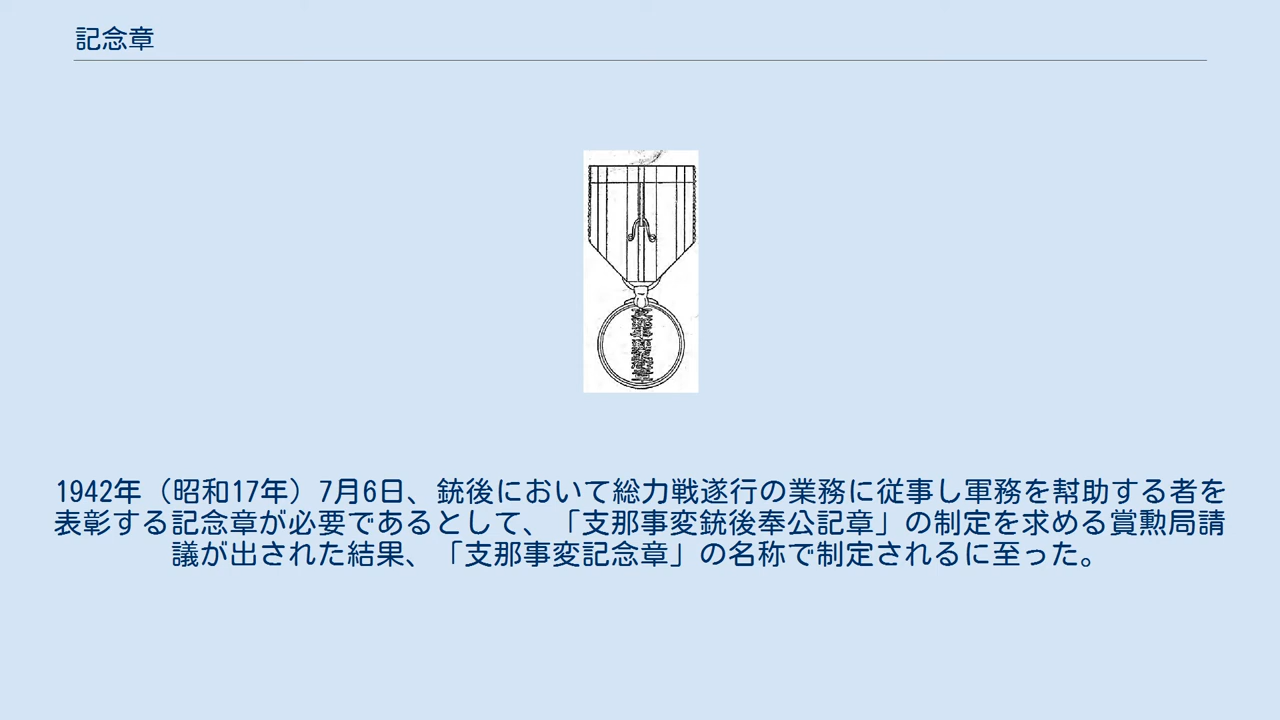 記念章
1942年（昭和17年）7月6日、銃後において総力戦遂行の業務に従事し軍務を幇助する者を
表彰する記念章が必要であるとして、「支那事変銃後奉公記章」の制定を求める賞勲局請
議が出された結果、「支那事変記念章」の名称で制定されるに至った。